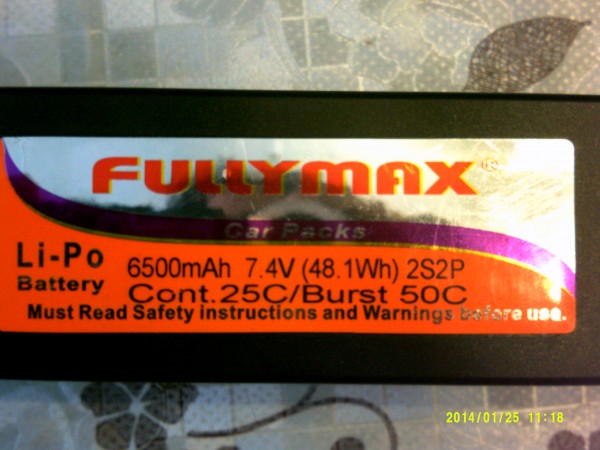 FULLYMAX®
Car Packs
Li-Po
Battery
6500mAh 7.4V (48.1Wh) 2S2P
Cont.25C/Burst 50C
Must Read Safety instructions and Warnings before use.
2014/01/25 11:18